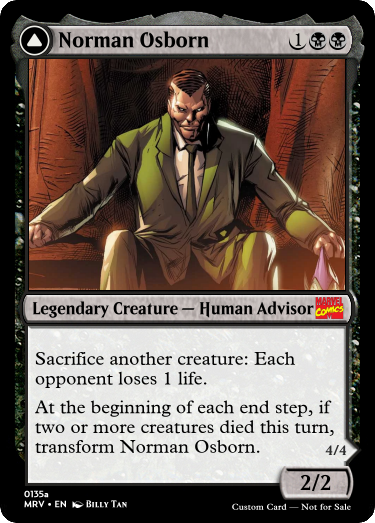 Norman Osborn 1
Legendary Creature — Human Advisor
MARVEL
COMICS
Sacrifice another creature: Each
opponent loses 1 life.
At the beginning of each end step, if
two or more creatures died this turn,
transform Norman Osborn.
4/4
2/2
0135a
MRV • EN Billy Tan
Custom Card — Not for Sale